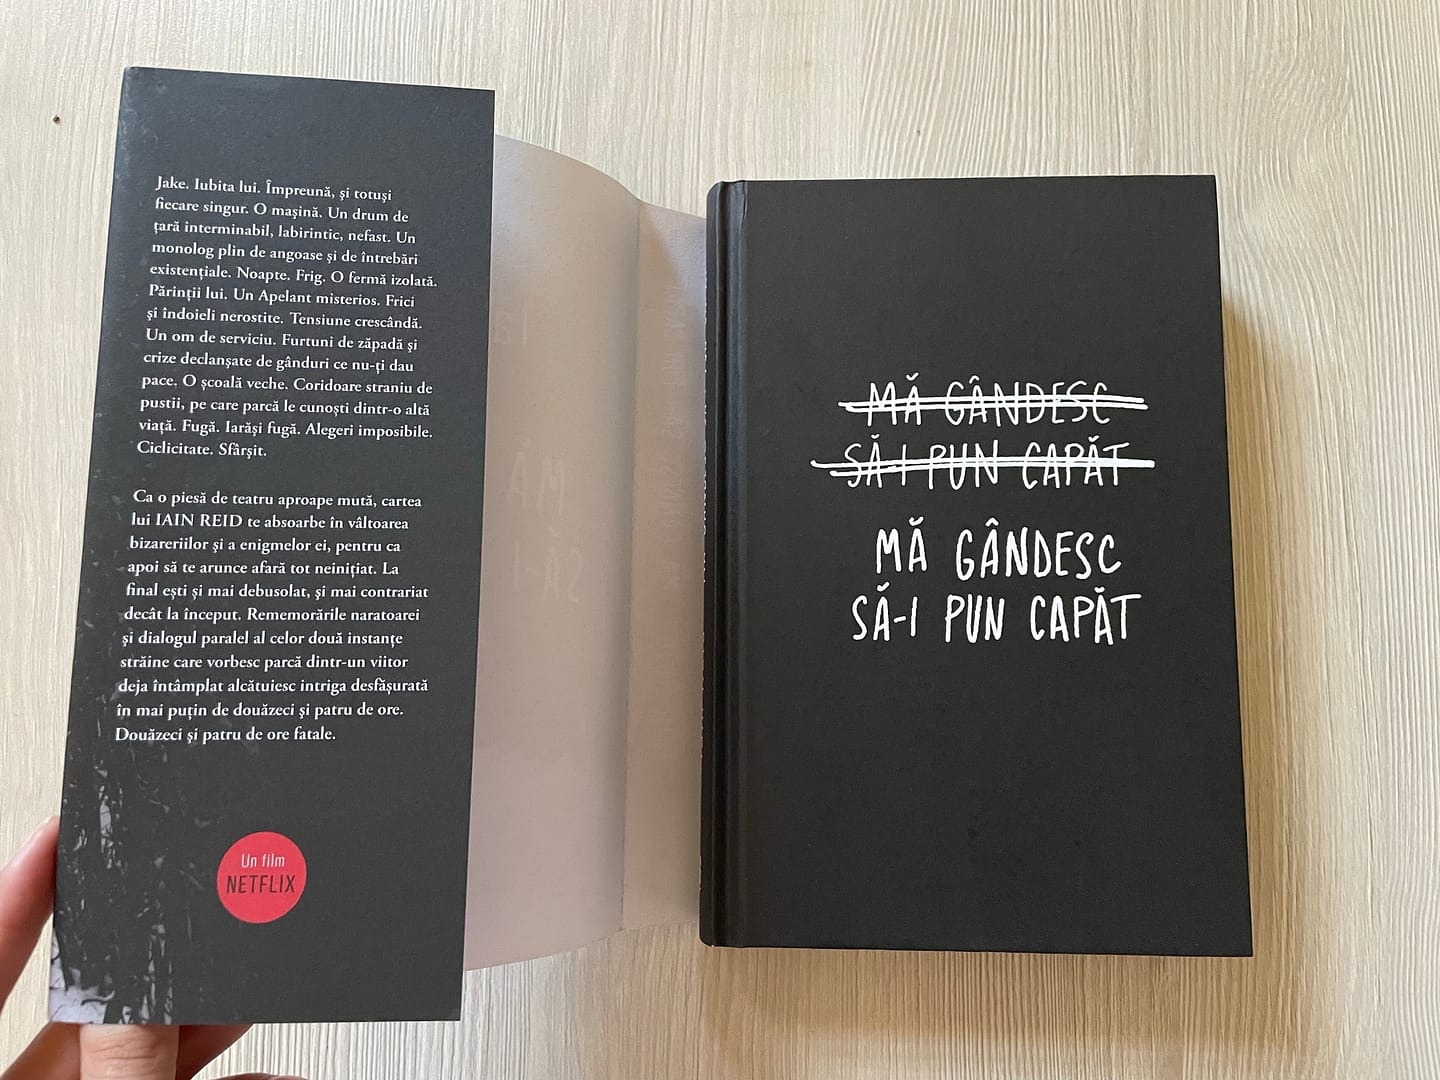 Jake. Iubita lui. Împreună, și totuși
fiecare singur. O mașină. Un drum de
țară interminabil, labirintic, nefast. Un
monolog plin de angoase și de întrebări
existențiale. Noapte. Frig. O fermă izolată.
Părinții lui. Un Apelant misterios. Frici
și îndoieli nerostite. Tensiune crescândă.
Un om de serviciu. Furtuni de zăpadă și
crize declanșate de gânduri ce nu-ți dau
pace. O școală veche. Coridoare straniu de
pustii, pe care parcă le cunoști dintr-o altă
viață. Fugă. Iarăși fugă. Alegeri imposibile.
Ciclicitate. Sfârșit.
Ca o piesă de teatru aproape mută, cartea
lui IAIN REID te absoarbe în vâltoarea
bizareriilor și a enigmelor ei, pentru ca
apoi să te arunce afară tot neinițiat. La
final ești și mai debusolat, și mai contrariat
decât la început. Rememorările naratoarei
și dialogul paralel al celor două instanțe
străine care vorbesc parcă dintr-un viitor
deja întâmplat alcătuiesc intriga desfășurată
în mai puțin de douăzeci și patru de ore.
Douăzeci și patru de ore fatale.
Un film
NETFLIX
MĂ GÂNDESC
SĂ-I PUN CAPĂT
MĂ GÂNDESC
SĂ-I PUN CAPĂT